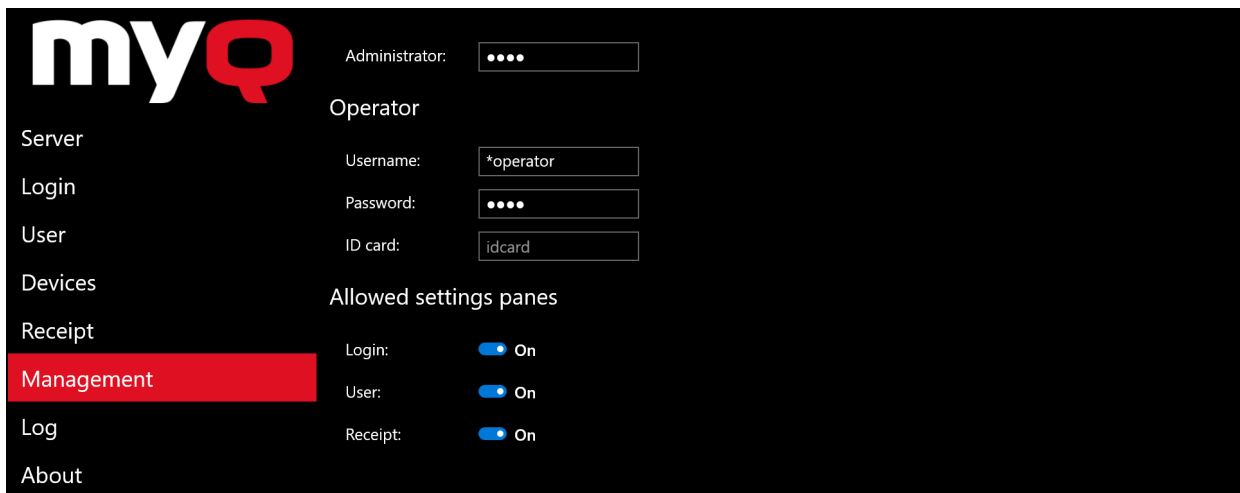 myQ
Server
Login
User
Devices
Receipt
Management
Log
About
Administrator: ••••
Operator
Username: *operator
Password: ••••
ID card: idcard
Allowed settings panes
Login: On
User: On
Receipt: On